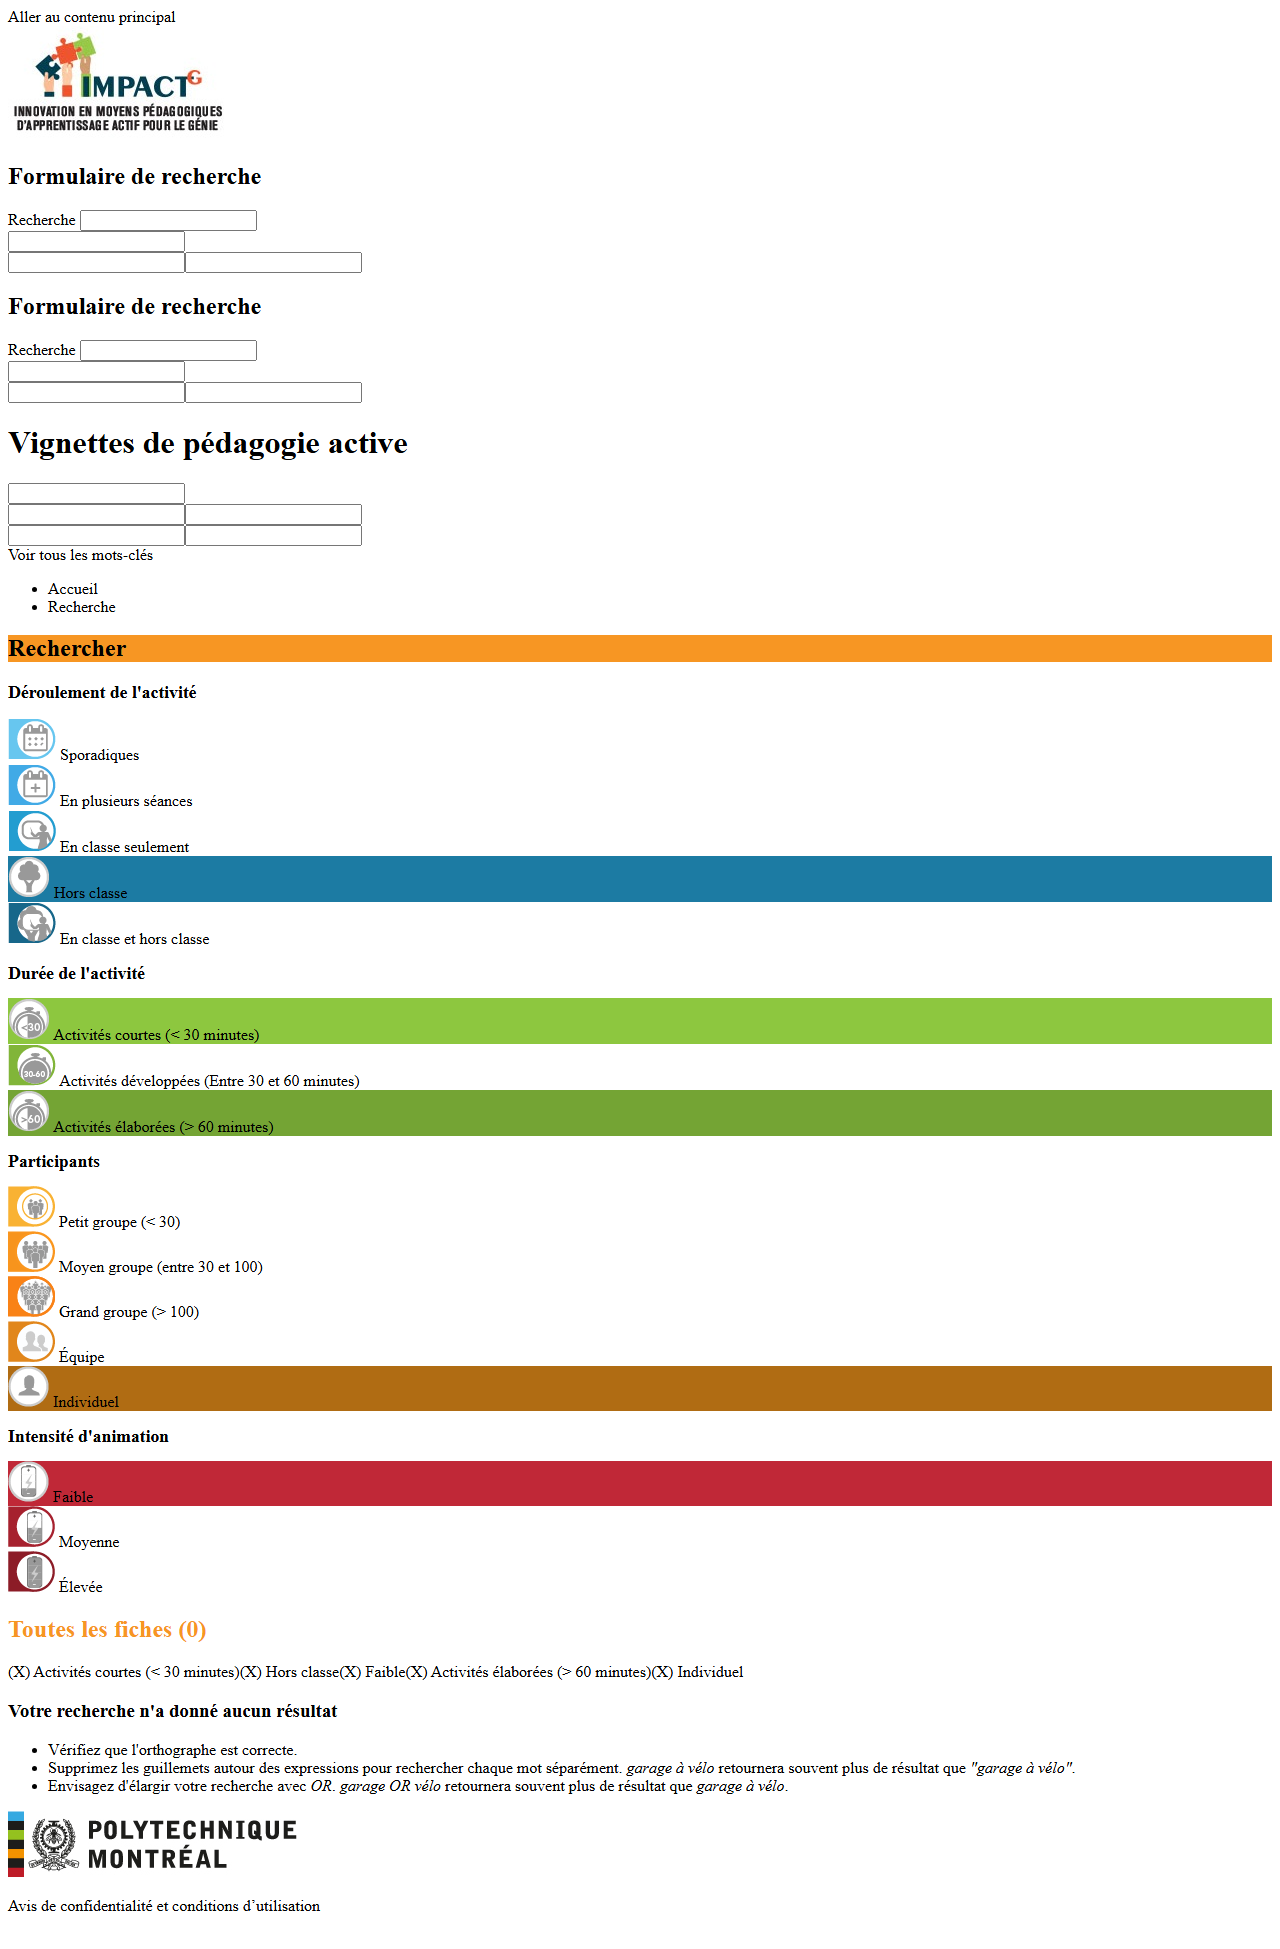 Aller au contenu principal
IMPACTG
INNOVATION EN MOYENS PÉDAGOGIQUES
D'APPRENTISSAGE ACTIF POUR LE GÉNIE
Formulaire de recherche
Recherche
Formulaire de recherche
Recherche
Vignettes de pédagogie active
Voir tous les mots-clés
Accueil
Recherche
Rechercher
Déroulement de l'activité
Sporadiques
En plusieurs séances
En classe seulement
Hors classe
En classe et hors classe
Durée de l'activité
<30 Activités courtes (< 30 minutes)
30-60 Activités développées (Entre 30 et 60 minutes)
>60 Activités élaborées (> 60 minutes)
Participants
Petit groupe (< 30)
Moyen groupe (entre 30 et 100)
Grand groupe (> 100)
Équipe
Individuel
Intensité d'animation
Faible
Moyenne
Élevée
Toutes les fiches (0)
(X) Activités courtes (< 30 minutes)(X) Hors classe(X) Faible(X) Activités élaborées (> 60 minutes)(X) Individuel
Votre recherche n'a donné aucun résultat
Vérifiez que l'orthographe est correcte.
Supprimez les guillemets autour des expressions pour rechercher chaque mot séparément. garage à vélo retournera souvent plus de résultat que "garage à vélo".
Envisagez d'élargir votre recherche avec OR. garage OR vélo retournera souvent plus de résultat que garage à vélo.
POLYTECHNIQUE
MONTRÉAL
Avis de confidentialité et conditions d’utilisation